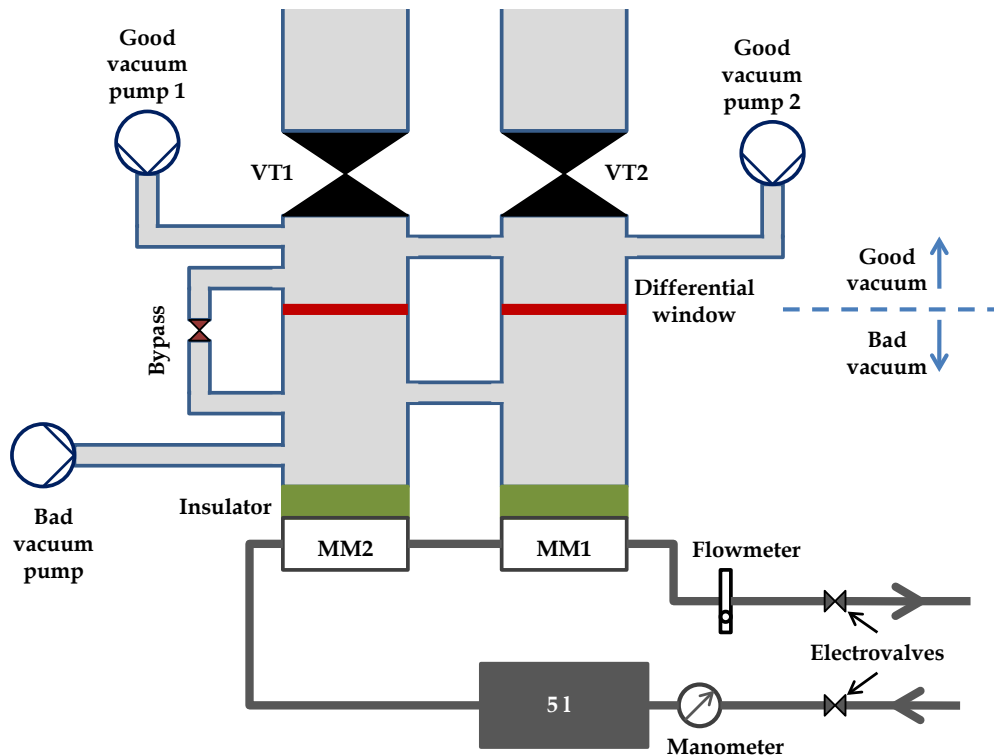 Good
vacuum
pump 1
Good
vacuum
pump 2
VT1
VT2
Good
vacuum
Differential
window
Bypass
Bad
vacuum
Insulator
Bad
vacuum
pump
MM2
MM1
Flowmeter
Electrovalves
5 l
Manometer